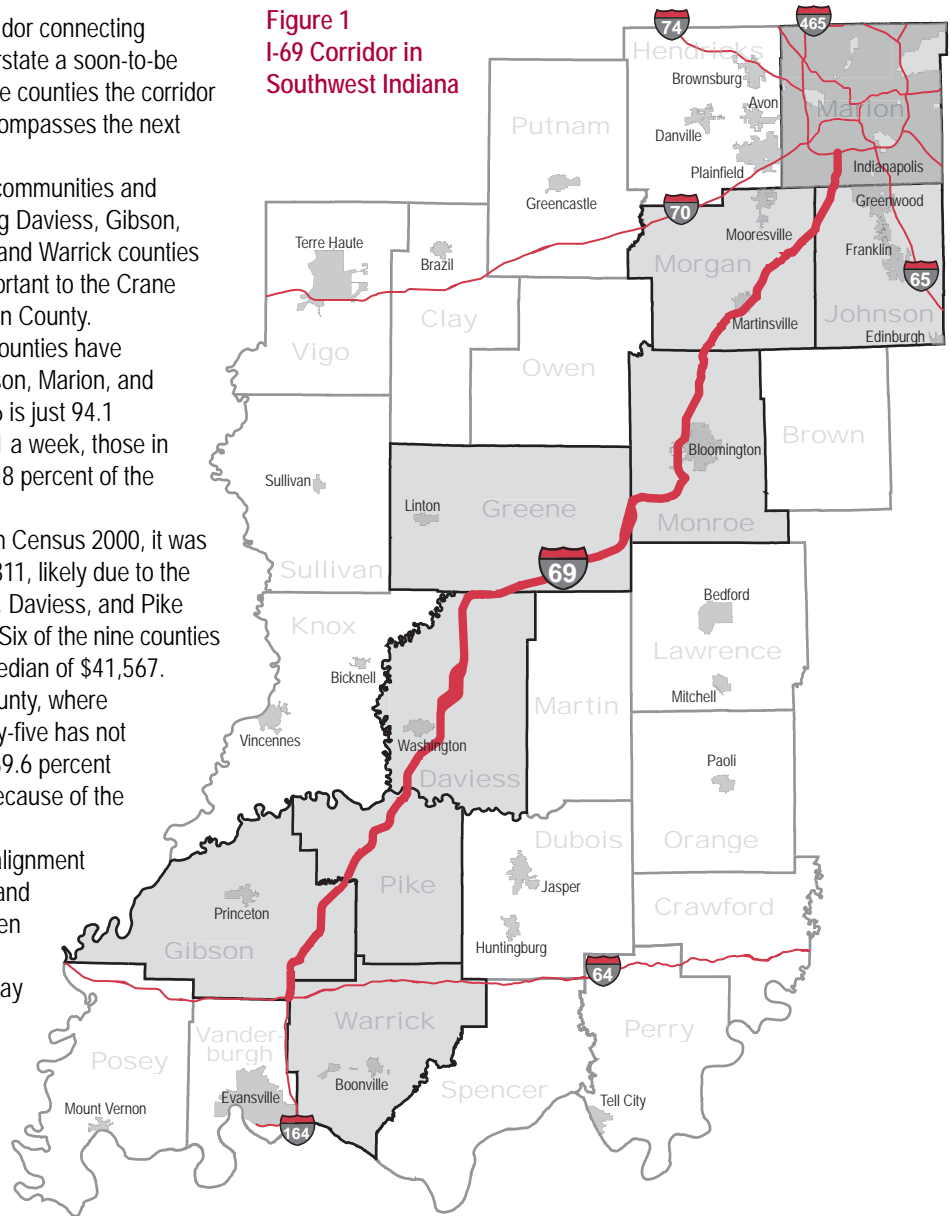 dor connecting
rstate a soon-to-be
e counties the corridor
compasses the next
communities and
g Daviess, Gibson,
and Warrick counties
portant to the Crane
n County.
ounties have
son, Marion, and
is just 94.1
a week, those in
.8 percent of the
n Census 2000, it was
311, likely due to the
, Daviess, and Pike
Six of the nine counties
edian of $41,567.
ounty, where
y-five has not
39.6 percent
ecause of the
alignment
and
en
ay
Figure 1
I-69 Corridor in
Southwest Indiana
74
465
Hendricks
Brownsburg
Avon
Danville
Plainfield
Marion
Indianapolis
Putnam
Greencastle
70
Greenwood
Mooresville
Franklin
Morgan
65
Johnson
Martinsville
Edinburgh
Terre Haute
Brazil
Clay
Vigo
Owen
Brown
Bloomington
Sullivan
Linton
Greene
Monroe
Sullivan
69
Bedford
Lawrence
Mitchell
Knox
Bicknell
Vincennes
Washington
Daviess
Martin
Paoli
Orange
Dubois
Jasper
Huntingburg
Pike
Princeton
Gibson
Crawford
64
Warrick
Perry
Vander-
burgh
Posey
Boonville
Spencer
Evansville
Mount Vernon
Tell City
164